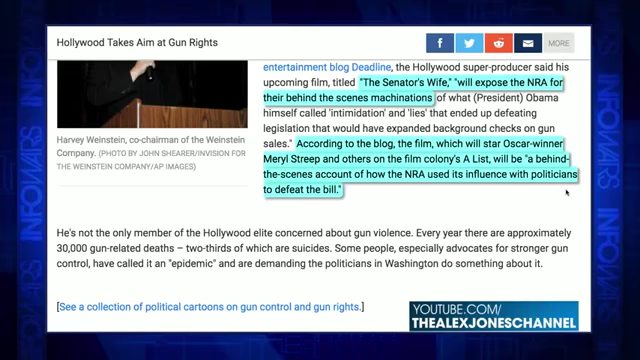 Hollywood Takes Aim at Gun Rights
MORE
entertainment blog Deadline, the Hollywood super-producer said his
upcoming film, titled "The Senator's Wife," "will expose the NRA for
their behind the scenes machinations of what (President) Obama
himself called 'intimidation' and 'lies' that ended up defeating
legislation that would have expanded background checks on gun
sales." According to the blog, the film, which will star Oscar-winner
Meryl Streep and others on the film colony's A List, will be "a behind-
the-scenes account of how the NRA used its influence with politicians
to defeat the bill."
Harvey Weinstein, co-chairman of the Weinstein
Company. (PHOTO BY JOHN SHEARER/INVISION FOR
THE WEINSTEIN COMPANY/AP IMAGES)
He's not the only member of the Hollywood elite concerned about gun violence. Every year there are approximately
30,000 gun-related deaths – two-thirds of which are suicides. Some people, especially advocates for stronger gun
control, have called it an "epidemic" and are demanding the politicians in Washington do something about it.
[See a collection of political cartoons on gun control and gun rights.]
YOUTUBE.COM/
THEALEXJONESCHANNEL
INFOWARS
INFOWARS